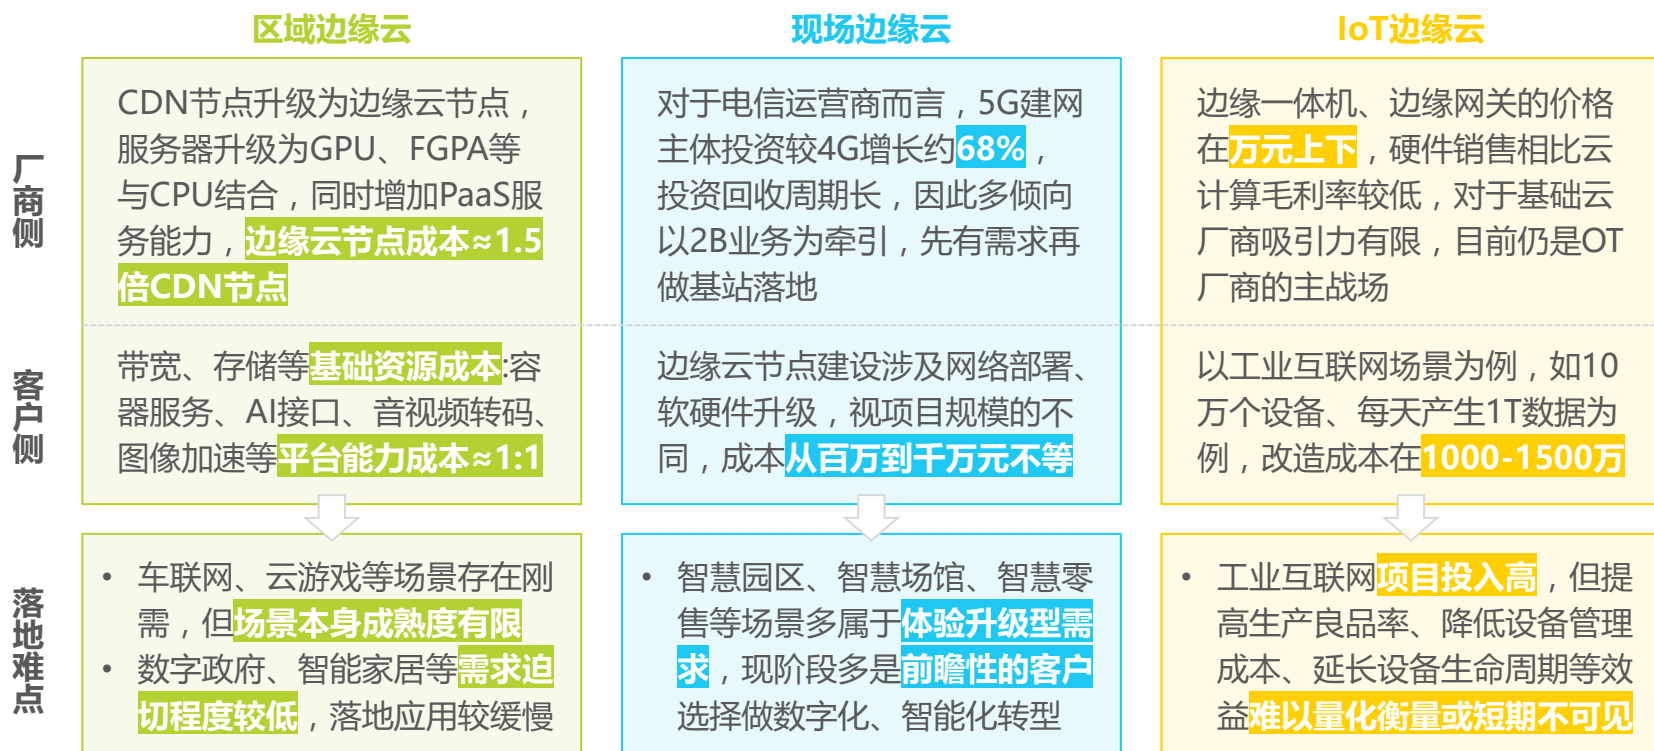 区域边缘云
现场边缘云
IoT边缘云
厂商侧
CDN节点升级为边缘云节点，
服务器升级为GPU、FGPA等
与CPU结合，同时增加PaaS服
务能力，边缘云节点成本≈1.5
倍CDN节点
对于电信运营商而言，5G建网
主体投资较4G增长约68%，
投资回收周期长，因此多倾向
以2B业务为牵引，先有需求再
做基站落地
边缘一体机、边缘网关的价格
在万元上下，硬件销售相比云
计算毛利率较低，对于基础云
厂商吸引力有限，目前仍是OT
厂商的主战场
客户侧
带宽、存储等基础资源成本:容
器服务、AI接口、音视频转码、
图像加速等平台能力成本≈1:1
边缘云节点建设涉及网络部署、
软硬件升级，视项目规模的不
同，成本从百万到千万元不等
以工业互联网场景为例，如10
万个设备、每天产生1T数据为
例，改造成本在1000-1500万
落地难点
• 车联网、云游戏等场景存在刚
需，但场景本身成熟度有限
• 数字政府、智能家居等需求迫
切程度较低，落地应用较缓慢
• 智慧园区、智慧场馆、智慧零
售等场景多属于体验升级型需
求，现阶段多是前瞻性的客户
选择做数字化、智能化转型
• 工业互联网项目投入高，但提
高生产良品率、降低设备管理
成本、延长设备生命周期等效
益难以量化衡量或短期不可见